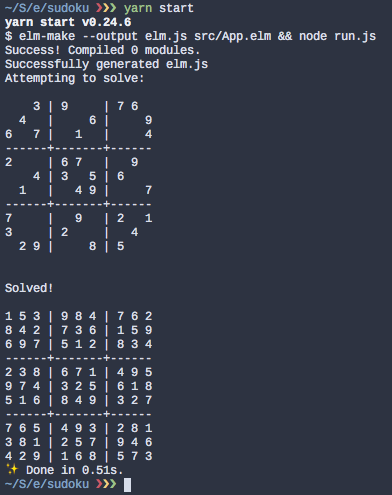 ~/S/e/sudoku ❯❯❯ yarn start
yarn start v0.24.6
$ elm-make --output elm.js src/App.elm && node run.js
Success! Compiled 0 modules.
Successfully generated elm.js
Attempting to solve:

    3 | 9     | 7 6
  4   |     6 |     9
6   7 |   1   |     4
------+-------+------
2     | 6 7   |   9
    4 | 3   5 | 6
  1   |   4 9 |     7
------+-------+------
7     |   9   | 2   1
3     | 2     |   4
  2 9 |     8 | 5


Solved!

1 5 3 | 9 8 4 | 7 6 2
8 4 2 | 7 3 6 | 1 5 9
6 9 7 | 5 1 2 | 8 3 4
------+-------+------
2 3 8 | 6 7 1 | 4 9 5
9 7 4 | 3 2 5 | 6 1 8
5 1 6 | 8 4 9 | 3 2 7
------+-------+------
7 6 5 | 4 9 3 | 2 8 1
3 8 1 | 2 5 7 | 9 4 6
4 2 9 | 1 6 8 | 5 7 3
✨ Done in 0.51s.
~/S/e/sudoku ❯❯❯